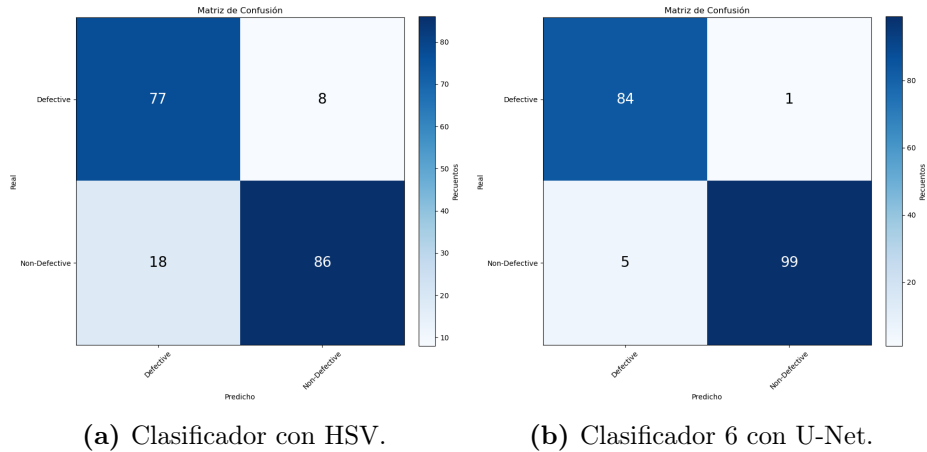 Matriz de Confusión
Defective
77
8
Real
Non-Defective
18
86
Defective
Non-Defective
Predicho
80
70
60
50
40
30
20
10
Recuentos
(a) Clasificador con HSV.
Matriz de Confusión
Defective
84
1
Real
Non-Defective
5
99
Defective
Non-Defective
Predicho
80
60
40
20
Recuentos
(b) Clasificador 6 con U-Net.